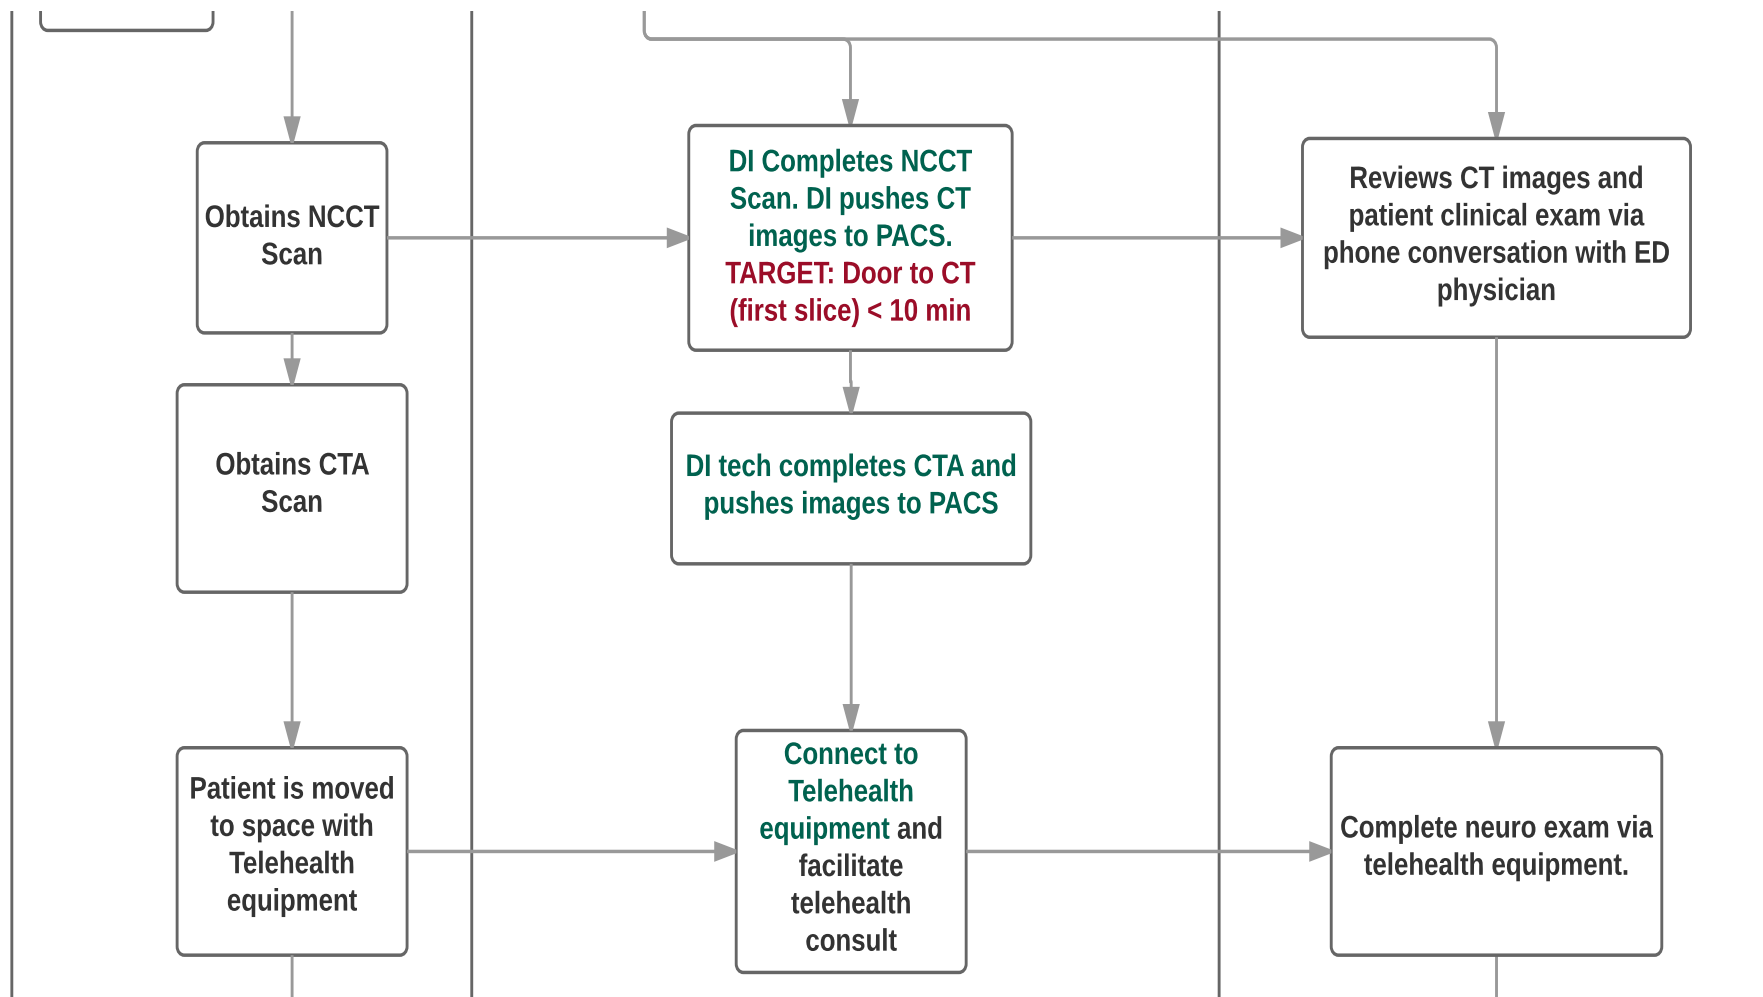 Obtains NCCT
Scan
DI Completes NCCT
Scan. DI pushes CT
images to PACS.
TARGET: Door to CT
(first slice) < 10 min
Reviews CT images and
patient clinical exam via
phone conversation with ED
physician
Obtains CTA
Scan
DI tech completes CTA and
pushes images to PACS
Patient is moved
to space with
Telehealth
equipment
Connect to
Telehealth
equipment and
facilitate
telehealth
consult
Complete neuro exam via
telehealth equipment.